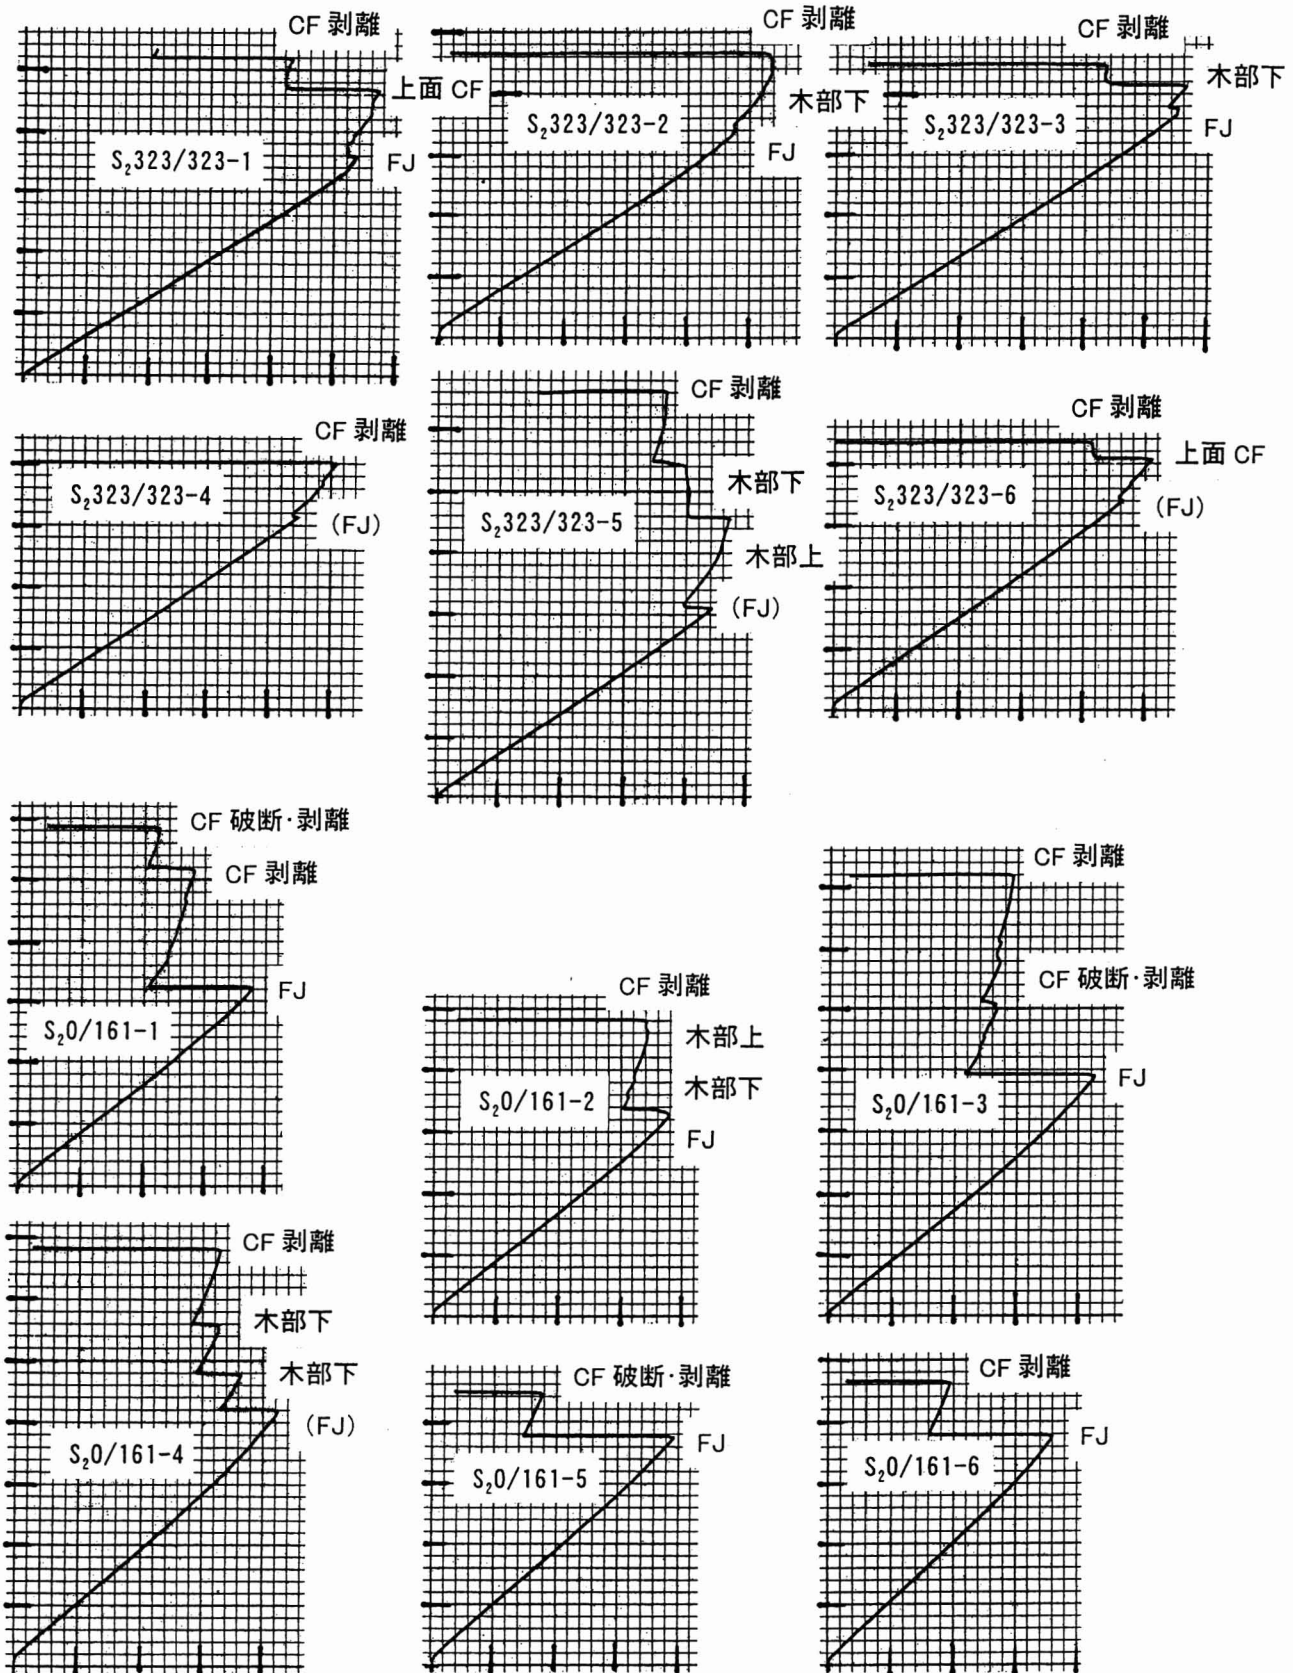 CF 剥離
上面 CF
S₂323/323-1
FJ
CF 剥離
木部下
S₂323/323-2
FJ
CF 剥離
木部下
S₂323/323-3
FJ
CF 剥離
S₂323/323-4
(FJ)
CF 剥離
木部下
S₂323/323-5
木部上
(FJ)
CF 剥離
上面 CF
S₂323/323-6
(FJ)
CF 破断・剥離
CF 剥離
FJ
S₂0/161-1
CF 剥離
木部上
木部下
S₂0/161-2
FJ
CF 剥離
CF 破断・剥離
FJ
S₂0/161-3
CF 剥離
木部下
木部下
(FJ)
S₂0/161-4
CF 破断・剥離
FJ
S₂0/161-5
CF 剥離
FJ
S₂0/161-6